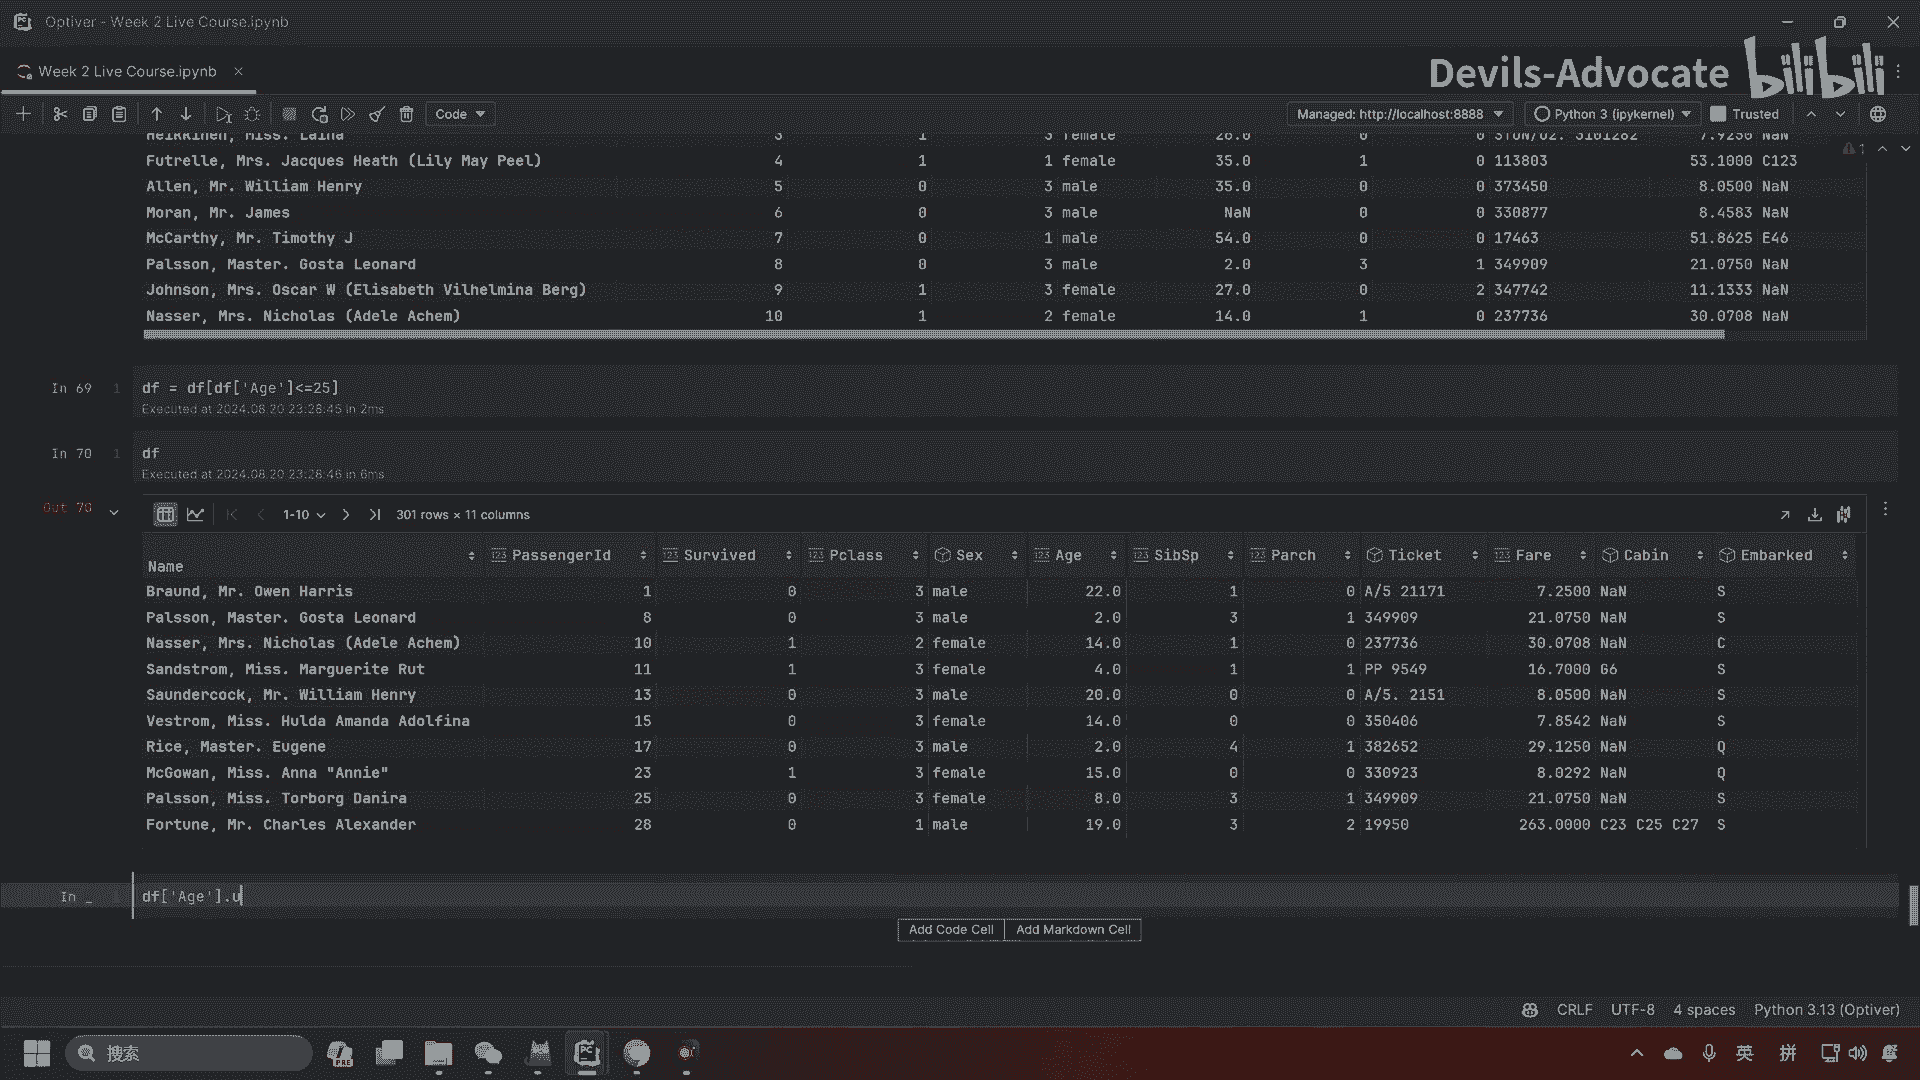 Optiver - Week 2 Live Course.ipynb
Week 2 Live Course.ipynb
Devils-Advocate bilibili
Code
Managed: http://localhost:8888 Python 3 (ipykernel) Trusted
Heikkinen, Miss. Laina 3 1 3 female 26.0 0 0 STON/O2. 3101282 7.9250 NaN
Futrelle, Mrs. Jacques Heath (Lily May Peel) 4 1 1 female 35.0 1 0 113803 53.1000 C123
1
Allen, Mr. William Henry 5 0 3 male 35.0 0 0 373450 8.0500 NaN
Moran, Mr. James 6 0 3 male NaN 0 0 330877 8.4583 NaN
McCarthy, Mr. Timothy J 7 0 1 male 54.0 0 0 17463 51.8625 E46
Palsson, Master. Gosta Leonard 8 0 3 male 2.0 3 1 349909 21.0750 NaN
Johnson, Mrs. Oscar W (Elisabeth Vilhelmina Berg) 9 1 3 female 27.0 0 2 347742 11.1333 NaN
Nasser, Mrs. Nicholas (Adele Achem) 10 1 2 female 14.0 1 0 237736 30.0708 NaN
In 69 1 df = df[df['Age']<=25]
Executed at 2024.08.20 23:28:45 in 2ms
In 70 1 df
Executed at 2024.08.20 23:28:46 in 6ms
Out 70 1-10 301 rows × 11 columns
Name PassengerId Survived Pclass Sex Age SibSp Parch Ticket Fare Cabin Embarked
Braund, Mr. Owen Harris 1 0 3 male 22.0 1 0 A/5 21171 7.2500 NaN S
Palsson, Master. Gosta Leonard 8 0 3 male 2.0 3 1 349909 21.0750 NaN S
Nasser, Mrs. Nicholas (Adele Achem) 10 1 2 female 14.0 1 0 237736 30.0708 NaN C
Sandstrom, Miss. Marguerite Rut 11 1 3 female 4.0 1 1 PP 9549 16.7000 G6 S
Saundercock, Mr. William Henry 13 0 3 male 20.0 0 0 A/5. 2151 8.0500 NaN S
Vestrom, Miss. Hulda Amanda Adolfina 15 0 3 female 14.0 0 0 350406 7.8542 NaN S
Rice, Master. Eugene 17 0 3 male 2.0 4 1 382652 29.1250 NaN Q
McGowan, Miss. Anna "Annie" 23 1 3 female 15.0 0 0 330923 8.0292 NaN Q
Palsson, Miss. Torborg Danira 25 0 3 female 8.0 3 1 349909 21.0750 NaN S
Fortune, Mr. Charles Alexander 28 0 1 male 19.0 3 2 19950 263.0000 C23 C25 C27 S
In _ 1 df['Age'].u
Add Code Cell Add Markdown Cell
CRLF UTF-8 4 spaces Python 3.13 (Optiver)
搜索 英 拼